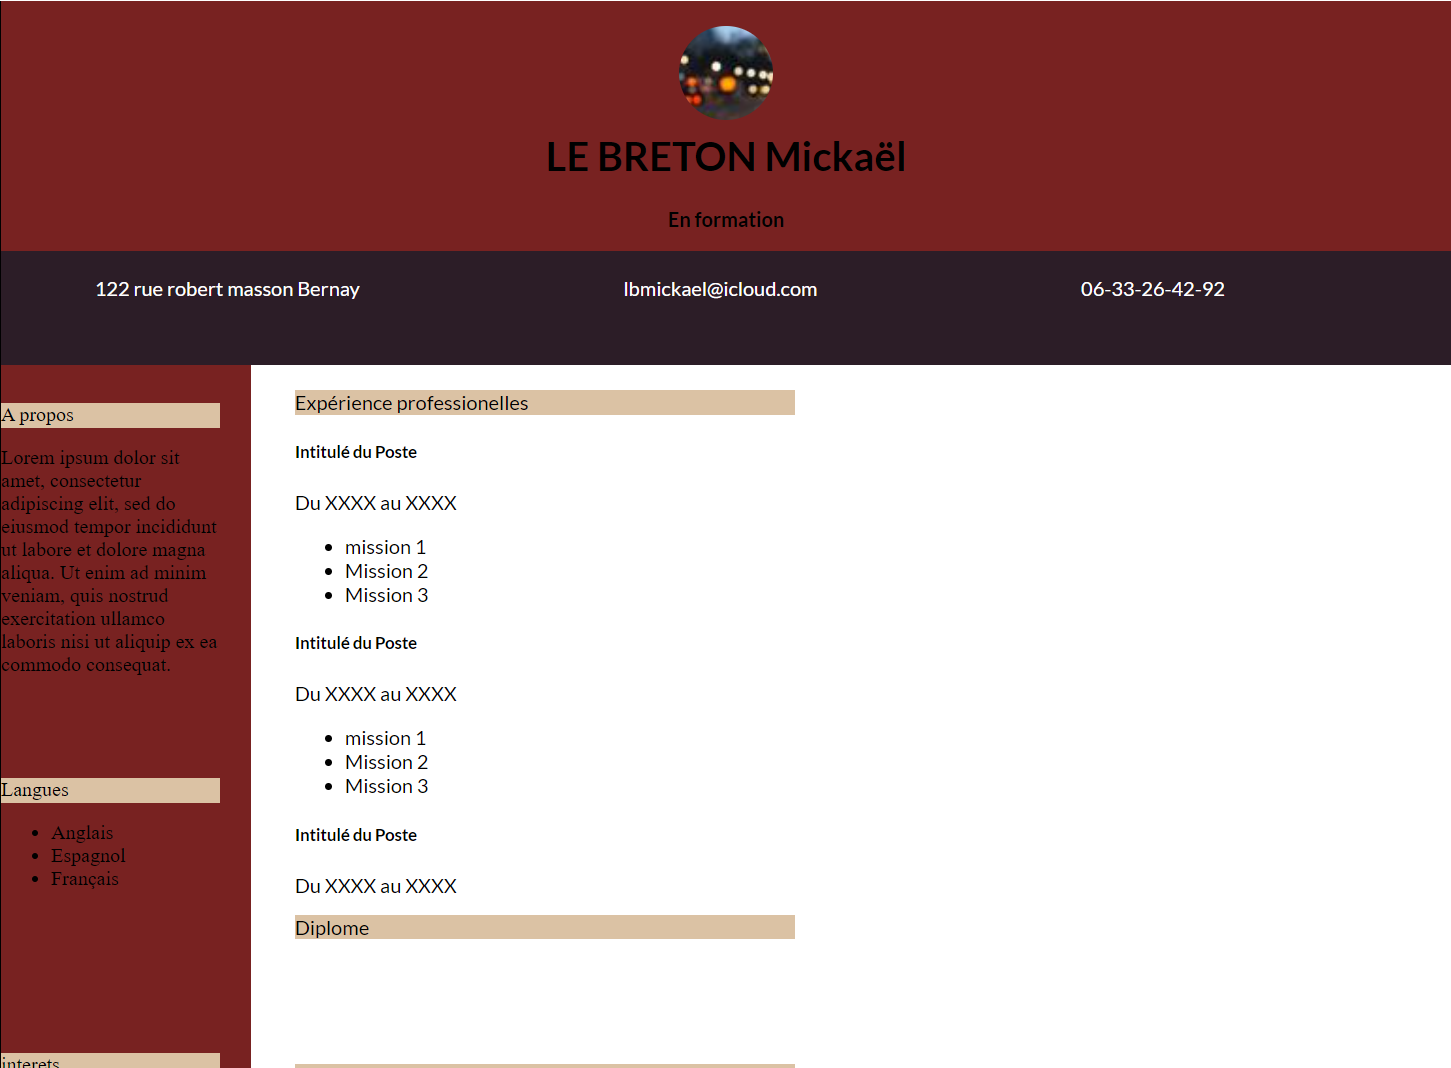 LE BRETON Mickaël
En formation
122 rue robert masson Bernay
lbmickael@icloud.com
06-33-26-42-92
A propos
Lorem ipsum dolor sit
amet, consectetur
adipiscing elit, sed do
eiusmod tempor incididunt
ut labore et dolore magna
aliqua. Ut enim ad minim
veniam, quis nostrud
exercitation ullamco
laboris nisi ut aliquip ex ea
commodo consequat.
Langues
• Anglais
• Espagnol
• Français
interets
Expérience professionelles
Intitulé du Poste
Du XXXX au XXXX
• mission 1
• Mission 2
• Mission 3
Intitulé du Poste
Du XXXX au XXXX
• mission 1
• Mission 2
• Mission 3
Intitulé du Poste
Du XXXX au XXXX
Diplome